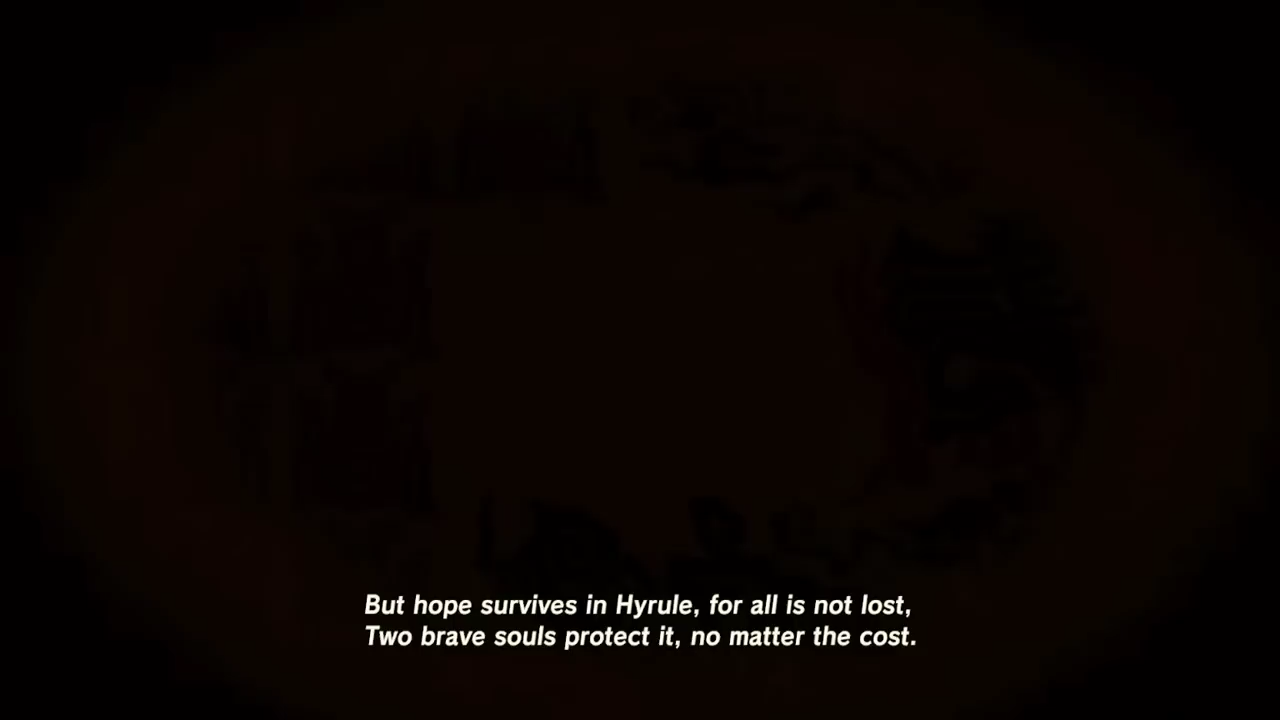 But hope survives in Hyrule, for all is not lost,
Two brave souls protect it, no matter the cost.